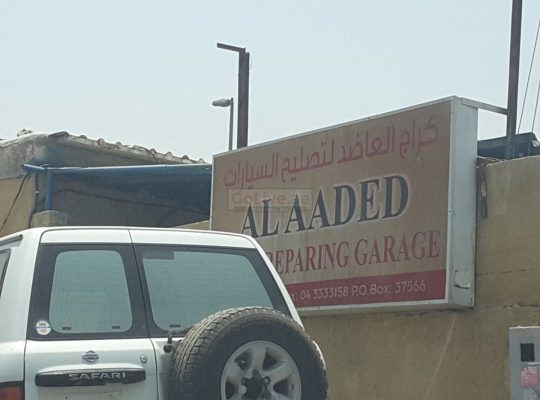 كراج العاضد لتصليح السيارات
AL AADED
REPARING GARAGE
: 04 3333158 P.O Box: 37566
SAFARI